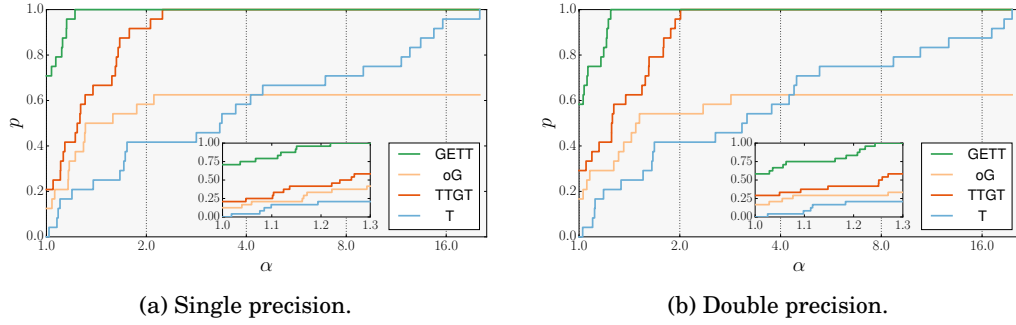 1.0
0.8
0.6
0.4
0.2
0.0
p
1.0 2.0 4.0 8.0 16.0
α
1.00
0.75
0.50
0.25
0.00
1.0 1.1 1.2 1.3
GETT
oG
TTGT
T
(a) Single precision.
1.0
0.8
0.6
0.4
0.2
0.0
p
1.0 2.0 4.0 8.0 16.0
α
1.00
0.75
0.50
0.25
0.00
1.0 1.1 1.2 1.3
GETT
oG
TTGT
T
(b) Double precision.